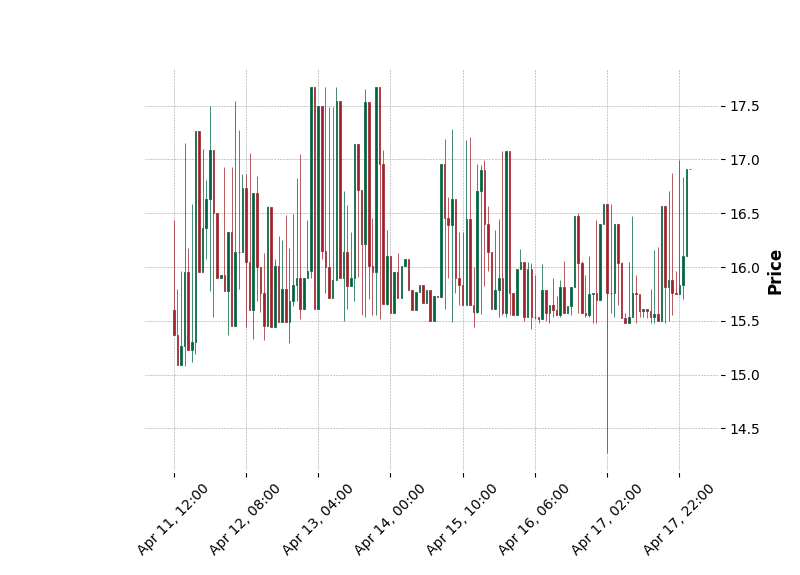 17.5
17.0
16.5
16.0
15.5
15.0
14.5
Price
Apr 11, 12:00
Apr 12, 08:00
Apr 13, 04:00
Apr 14, 00:00
Apr 15, 10:00
Apr 16, 06:00
Apr 17, 02:00
Apr 17, 22:00